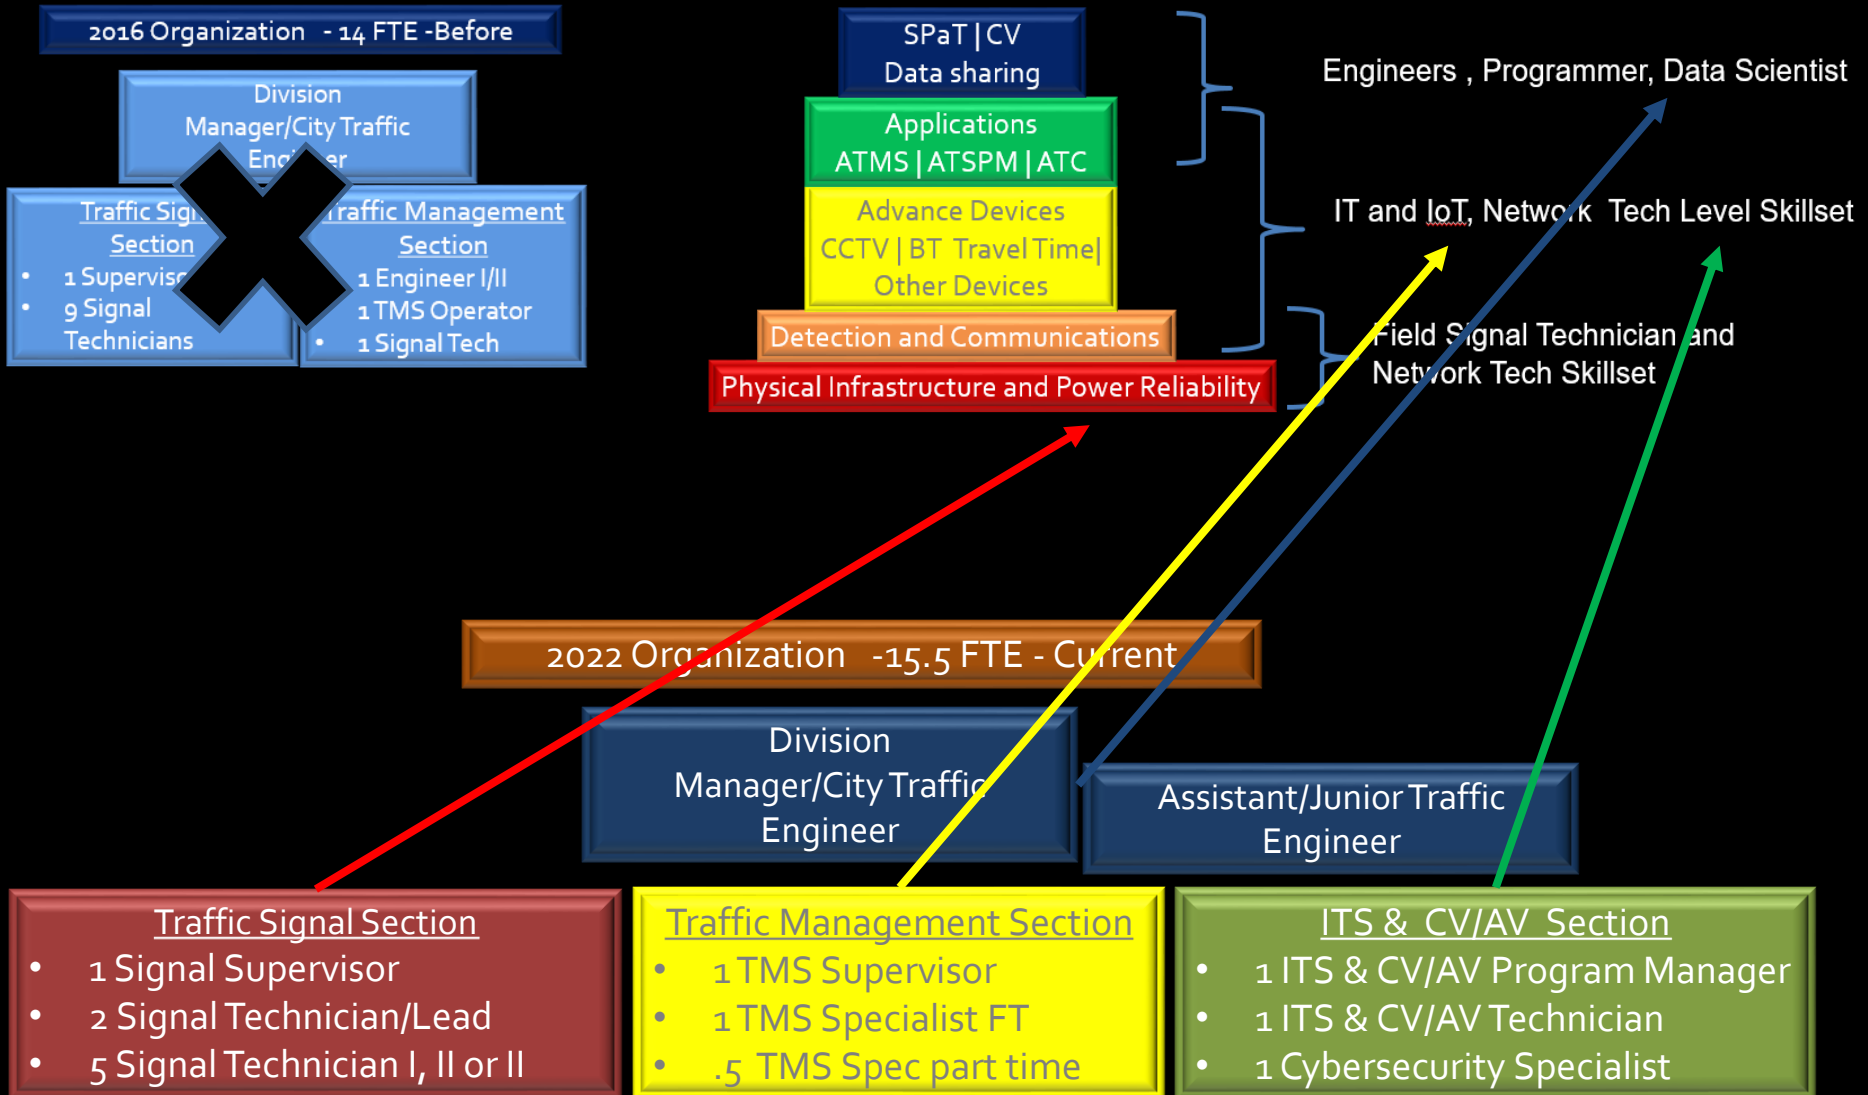 2016 Organization - 14 FTE -Before
Division
Manager/City Traffic
Traffic
Section
• 1 Supervisor
• 9 Signal
Technicians
Traffic Management
Section
1 Engineer I/II
1 TMS Operator
• 1 Signal Tech
SPaT | CV
Data sharing
Applications
ATMS | ATSPM | ATC
Advance Devices
CCTV | BT Travel Time|
Other Devices
Detection and Communications
Physical Infrastructure and Power Reliability
Engineers , Programmer, Data Scientist
IT and IoT, Network Tech Level Skillset
Field Signal Technician and
Network Tech Skillset
2022 Organization -15.5 FTE - Current
Division
Manager/City Traffic
Engineer
Assistant/Junior Traffic
Engineer
Traffic Signal Section
• 1 Signal Supervisor
• 2 Signal Technician/Lead
• 5 Signal Technician I, II or II
Traffic Management Section
• 1 TMS Supervisor
• 1 TMS Specialist FT
• .5 TMS Spec part time
ITS & CV/AV Section
• 1 ITS & CV/AV Program Manager
• 1 ITS & CV/AV Technician
• 1 Cybersecurity Specialist